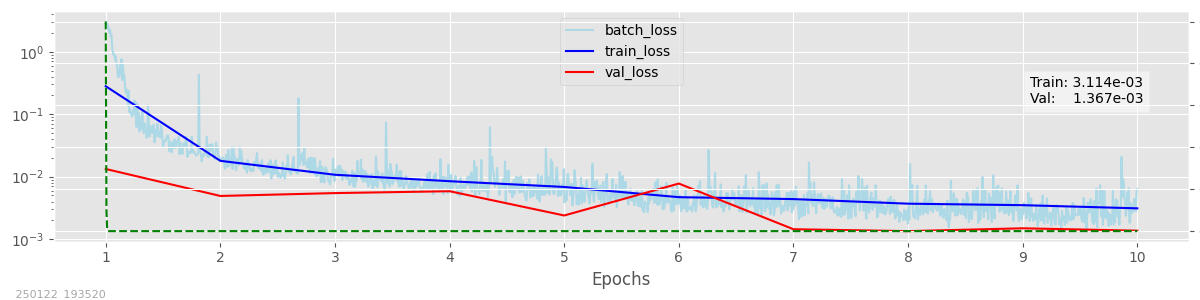 batch_loss
train_loss
val_loss
Train: 3.114e-03
Val: 1.367e-03
10⁰
10⁻¹
10⁻²
10⁻³
1 2 3 4 5 6 7 8 9 10
Epochs
250122_193520